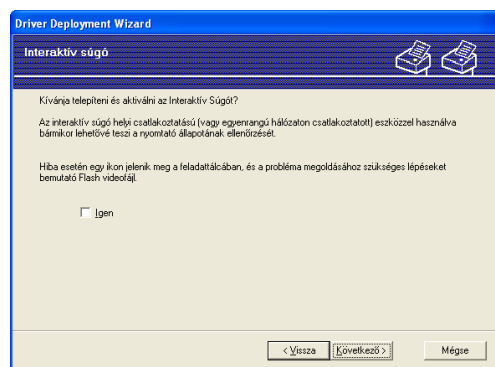 Driver Deployment Wizard
Interaktív súgó
Kívánja telepíteni és aktiválni az Interaktív Súgót?
Az interaktív súgó helyi csatlakoztatású (vagy egyenrangú hálózaton csatlakoztatott) eszközzel használva
bármikor lehetővé teszi a nyomtató állapotának ellenőrzését.
Hiba esetén egy ikon jelenik meg a feladattálcában, és a probléma megoldásához szükséges lépéseket
bemutató Flash videofájl.
Igen
< Vissza
Következő >
Mégse